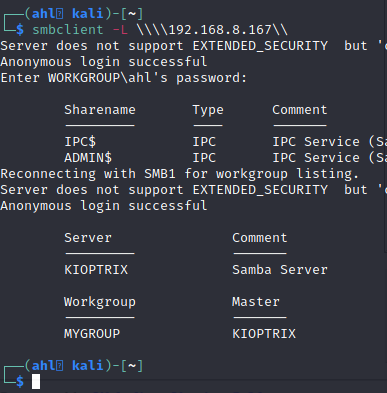 ┌──(ahl㉿ kali)-[~]
└─$ smbclient -L \\\\192.168.8.167\\
Server does not support EXTENDED_SECURITY  but '
Anonymous login successful
Enter WORKGROUP\ahl's password:
Sharename       Type      Comment
---------       ----      -------
IPC$            IPC       IPC Service (Sa
ADMIN$          IPC       IPC Service (Sa
Reconnecting with SMB1 for workgroup listing.
Server does not support EXTENDED_SECURITY  but '
Anonymous login successful
Server               Comment
---------            -------
KIOPTRIX             Samba Server
Workgroup            Master
---------            -------
MYGROUP              KIOPTRIX
┌──(ahl㉿ kali)-[~]
└─$